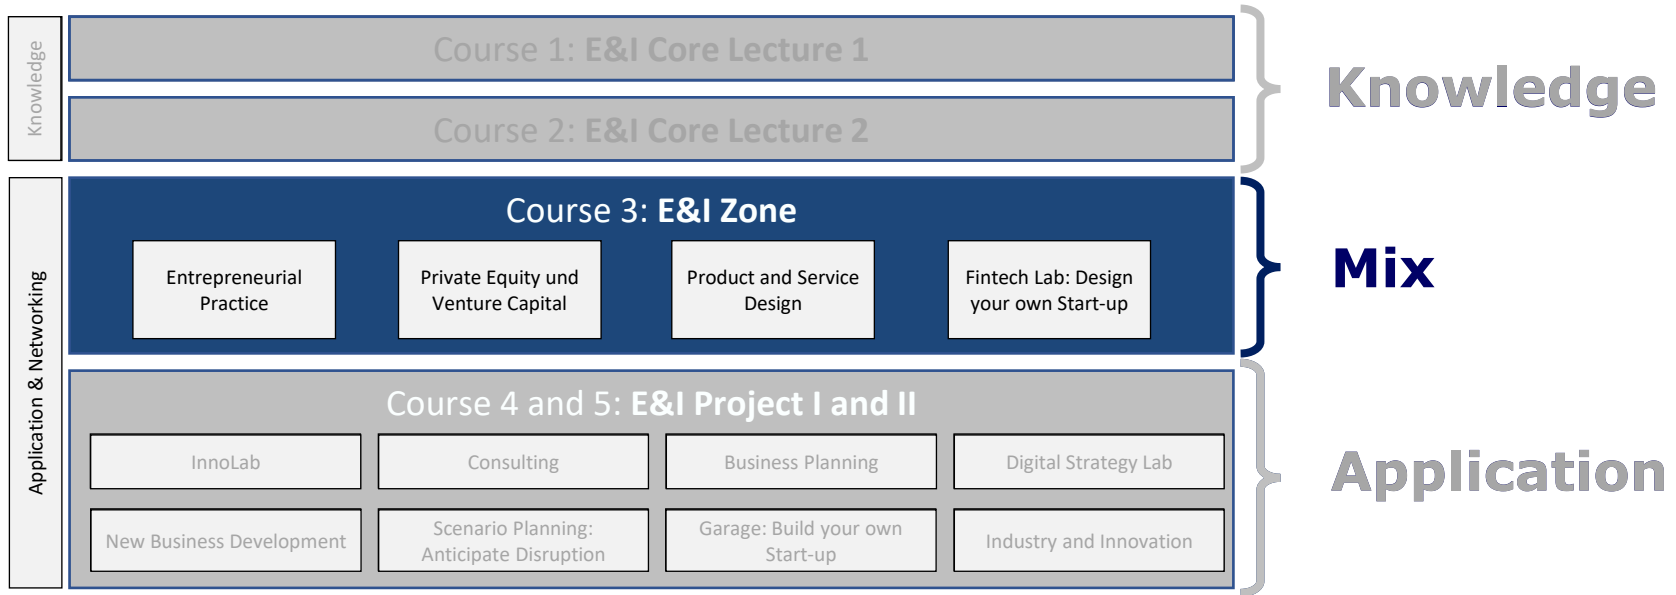 Knowledge
Course 1: E&I Core Lecture 1
Course 2: E&I Core Lecture 2
Knowledge
Application & Networking
Course 3: E&I Zone
Entrepreneurial
Practice
Private Equity und
Venture Capital
Product and Service
Design
Fintech Lab: Design
your own Start-up
Mix
Course 4 and 5: E&I Project I and II
InnoLab
Consulting
Business Planning
Digital Strategy Lab
New Business Development
Scenario Planning:
Anticipate Disruption
Garage: Build your own
Start-up
Industry and Innovation
Application